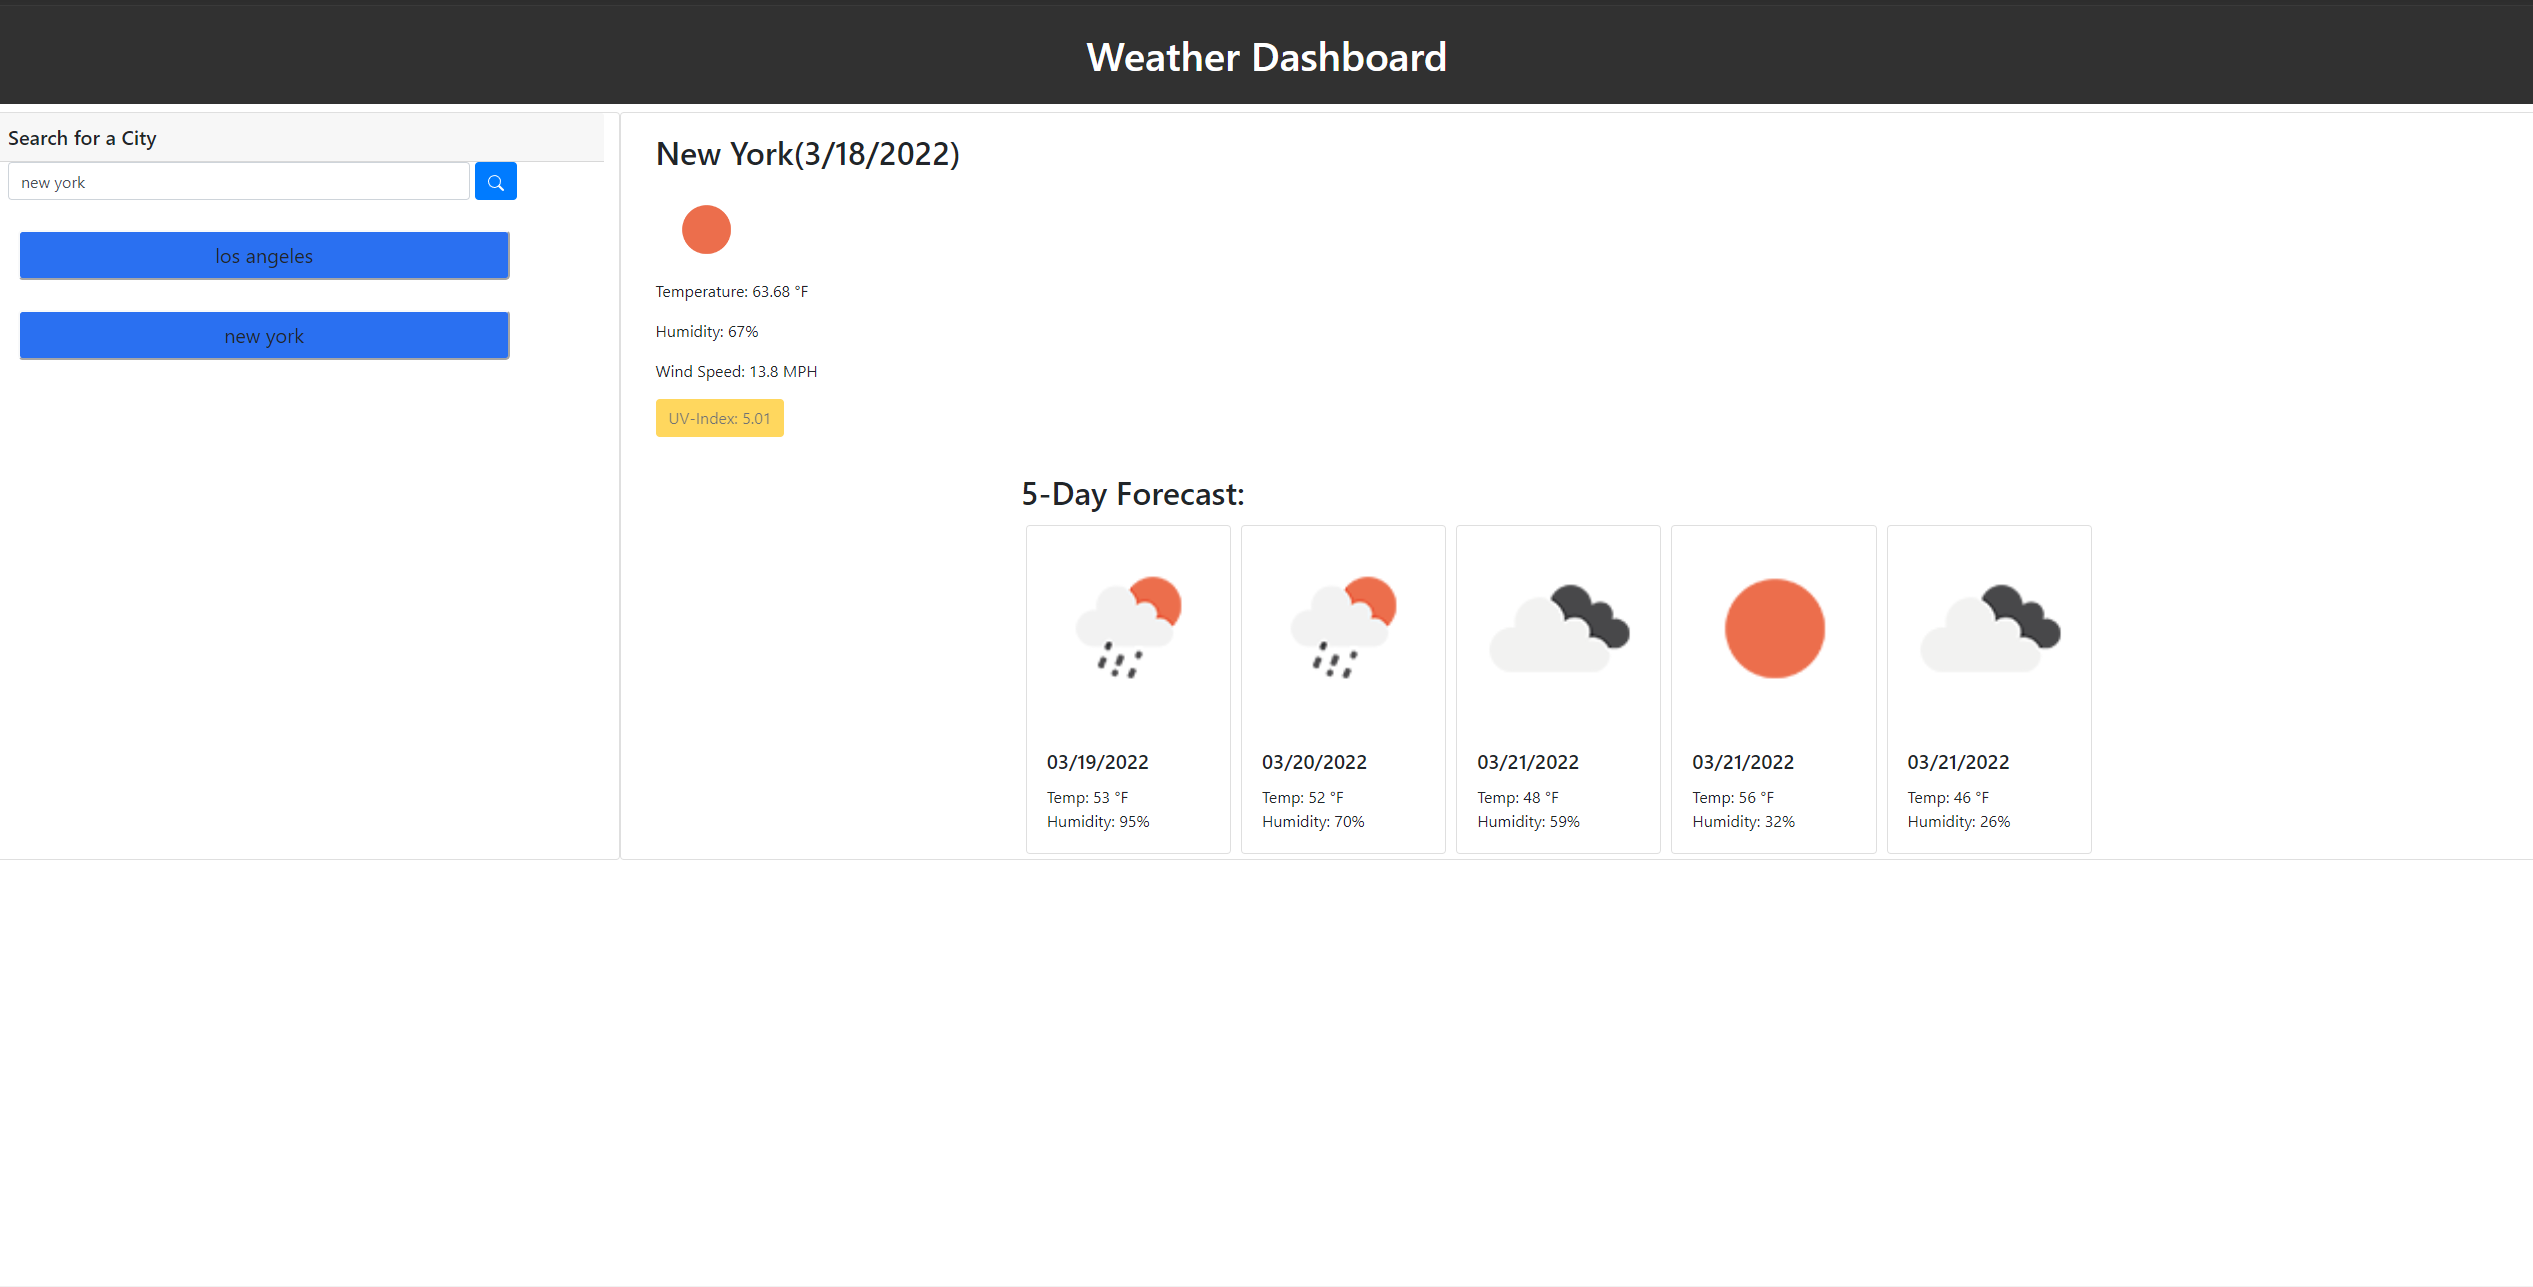 Weather Dashboard
Search for a City
new york
los angeles
new york
New York(3/18/2022)
Temperature: 63.68 °F
Humidity: 67%
Wind Speed: 13.8 MPH
UV-Index: 5.01
5-Day Forecast:
03/19/2022
Temp: 53 °F
Humidity: 95%
03/20/2022
Temp: 52 °F
Humidity: 70%
03/21/2022
Temp: 48 °F
Humidity: 59%
03/21/2022
Temp: 56 °F
Humidity: 32%
03/21/2022
Temp: 46 °F
Humidity: 26%